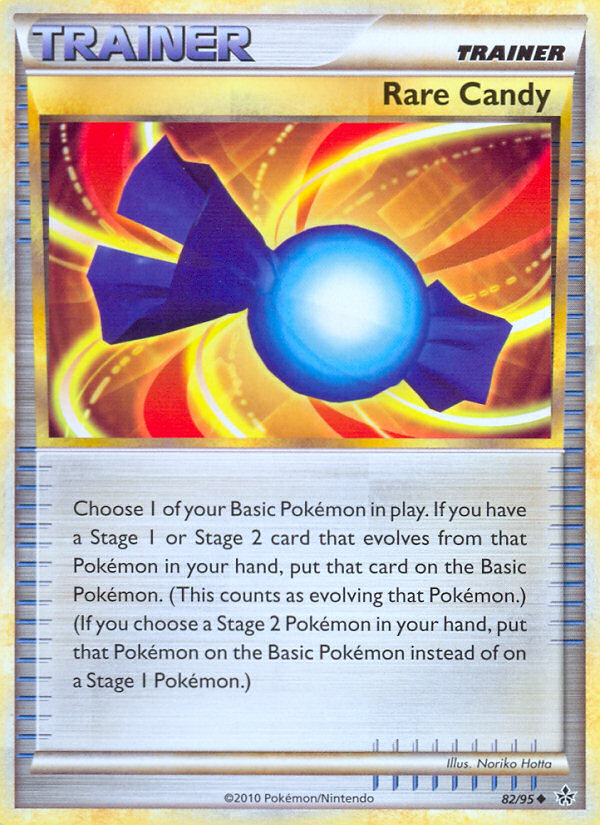 TRAINER
TRAINER
Rare Candy
Choose 1 of your Basic Pokémon in play. If you have
a Stage 1 or Stage 2 card that evolves from that
Pokémon in your hand, put that card on the Basic
Pokémon. (This counts as evolving that Pokémon.)
(If you choose a Stage 2 Pokémon in your hand, put
that Pokémon on the Basic Pokémon instead of on
a Stage 1 Pokémon.)
Illus. Noriko Hotta
©2010 Pokémon/Nintendo
82/95